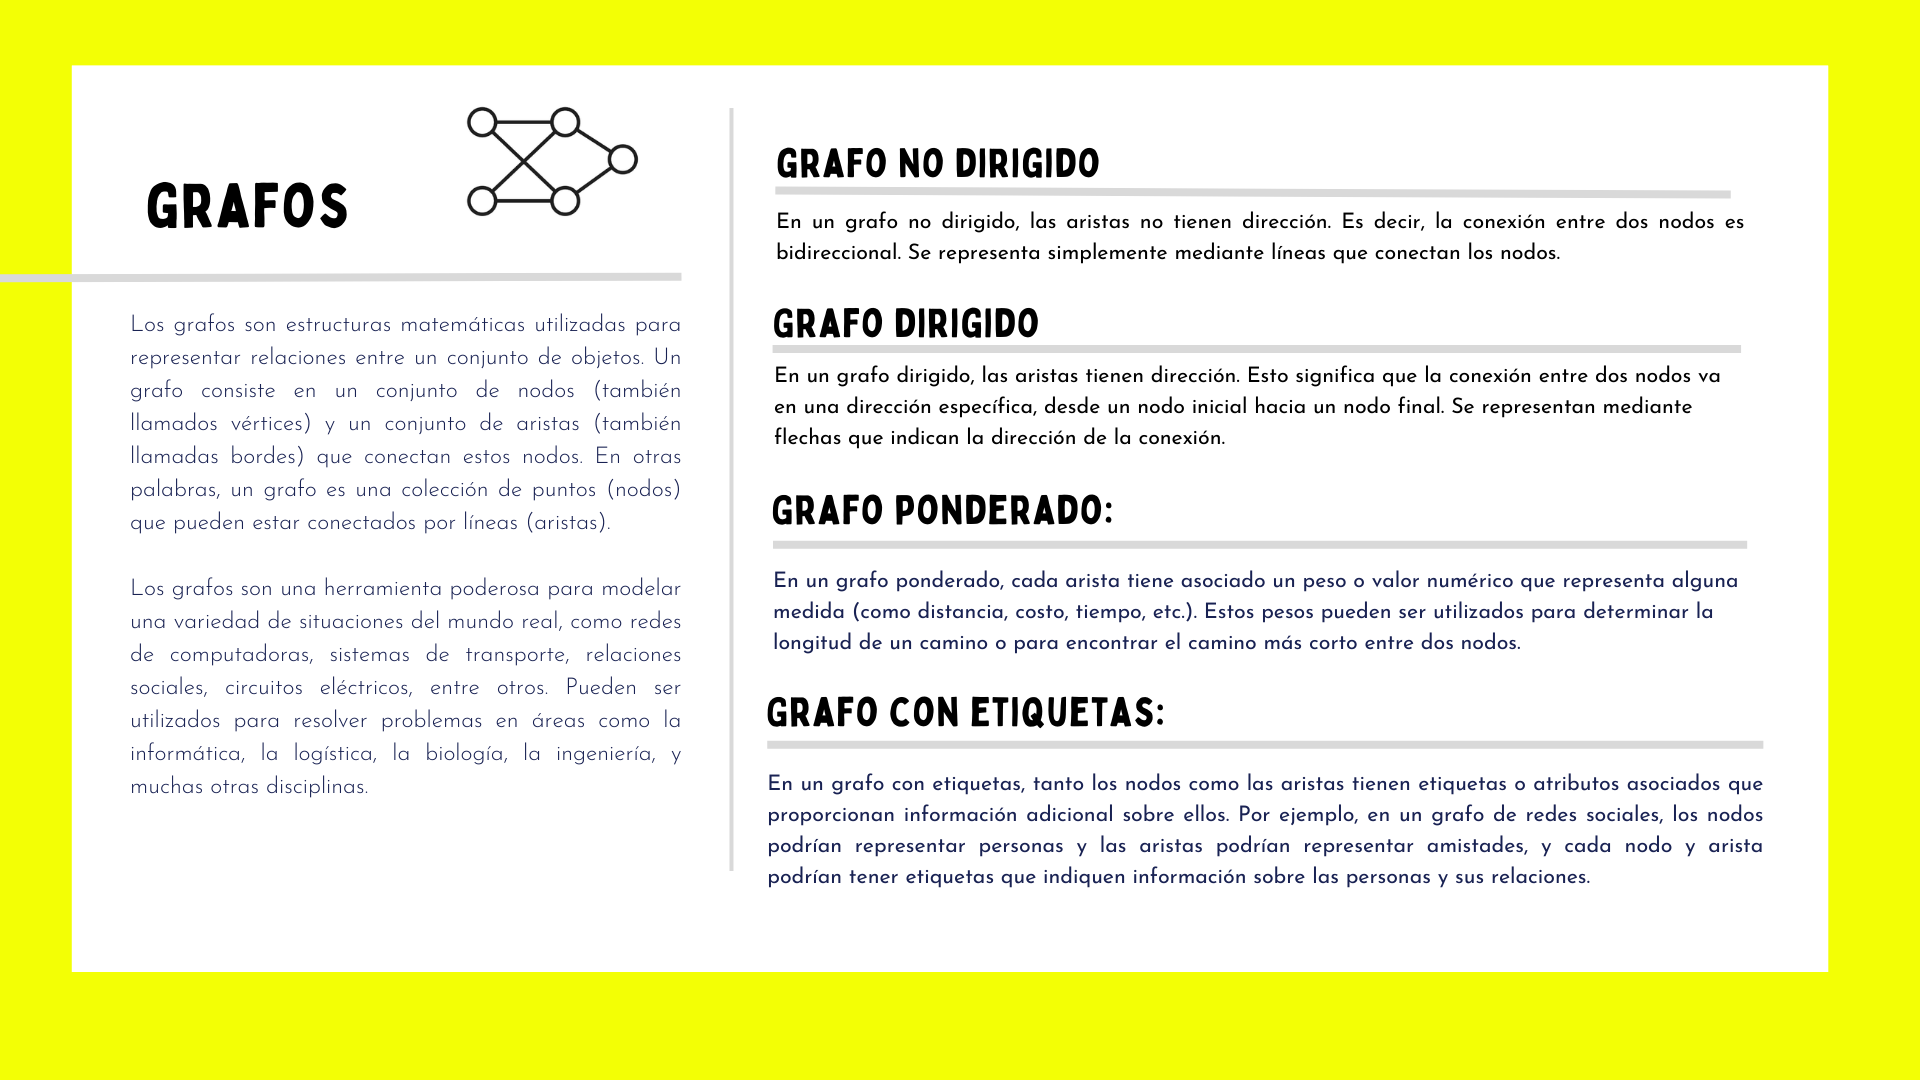 GRAFOS
Los grafos son estructuras matemáticas utilizadas para
representar relaciones entre un conjunto de objetos. Un
grafo consiste en un conjunto de nodos (también
llamados vértices) y un conjunto de aristas (también
llamadas bordes) que conectan estos nodos. En otras
palabras, un grafo es una colección de puntos (nodos)
que pueden estar conectados por líneas (aristas).
Los grafos son una herramienta poderosa para modelar
una variedad de situaciones del mundo real, como redes
de computadoras, sistemas de transporte, relaciones
sociales, circuitos eléctricos, entre otros. Pueden ser
utilizados para resolver problemas en áreas como la
informática, la logística, la biología, la ingeniería, y
muchas otras disciplinas.
GRAFO NO DIRIGIDO
En un grafo no dirigido, las aristas no tienen dirección. Es decir, la conexión entre dos nodos es
bidireccional. Se representa simplemente mediante líneas que conectan los nodos.
GRAFO DIRIGIDO
En un grafo dirigido, las aristas tienen dirección. Esto significa que la conexión entre dos nodos va
en una dirección específica, desde un nodo inicial hacia un nodo final. Se representan mediante
flechas que indican la dirección de la conexión.
GRAFO PONDERADO:
En un grafo ponderado, cada arista tiene asociado un peso o valor numérico que representa alguna
medida (como distancia, costo, tiempo, etc.). Estos pesos pueden ser utilizados para determinar la
longitud de un camino o para encontrar el camino más corto entre dos nodos.
GRAFO CON ETIQUETAS:
En un grafo con etiquetas, tanto los nodos como las aristas tienen etiquetas o atributos asociados que
proporcionan información adicional sobre ellos. Por ejemplo, en un grafo de redes sociales, los nodos
podrían representar personas y las aristas podrían representar amistades, y cada nodo y arista
podrían tener etiquetas que indiquen información sobre las personas y sus relaciones.